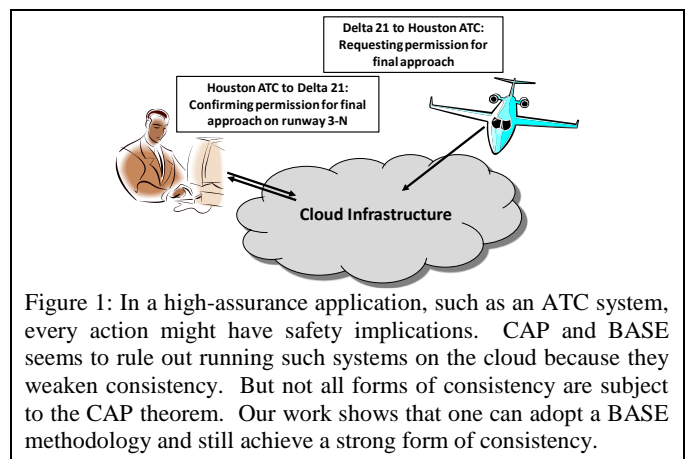 Delta 21 to Houston ATC:
Requesting permission for
final approach
Houston ATC to Delta 21:
Confirming permission for final
approach on runway 3-N
Cloud Infrastructure
Figure 1: In a high-assurance application, such as an ATC system,
every action might have safety implications. CAP and BASE
seems to rule out running such systems on the cloud because they
weaken consistency. But not all forms of consistency are subject
to the CAP theorem. Our work shows that one can adopt a BASE
methodology and still achieve a strong form of consistency.